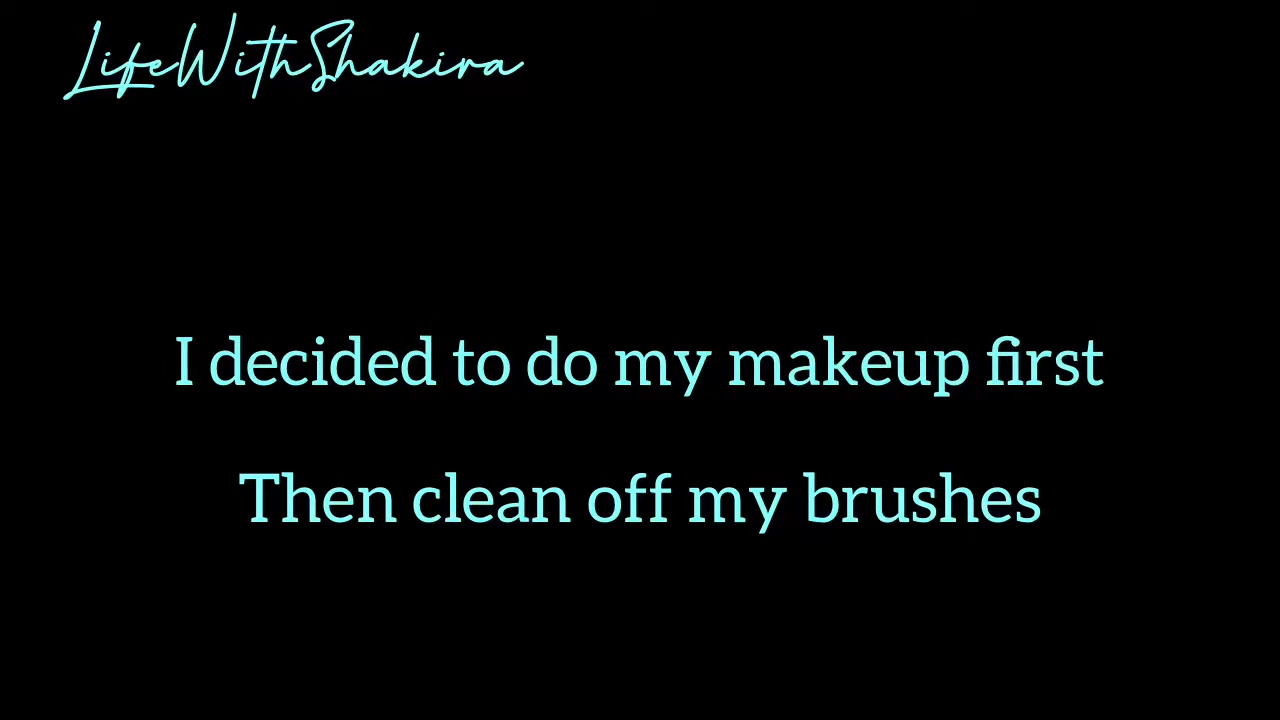 LifeWithShakira
I decided to do my makeup first
Then clean off my brushes